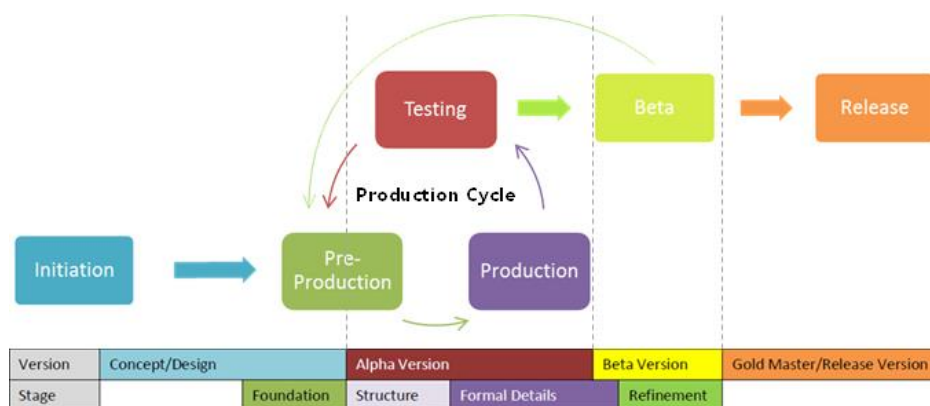 Testing
Beta
Release
Production Cycle
Initiation
Pre-
Production
Production
Version Concept/Design Alpha Version Beta Version Gold Master/Release Version
Stage Foundation Structure Formal Details Refinement